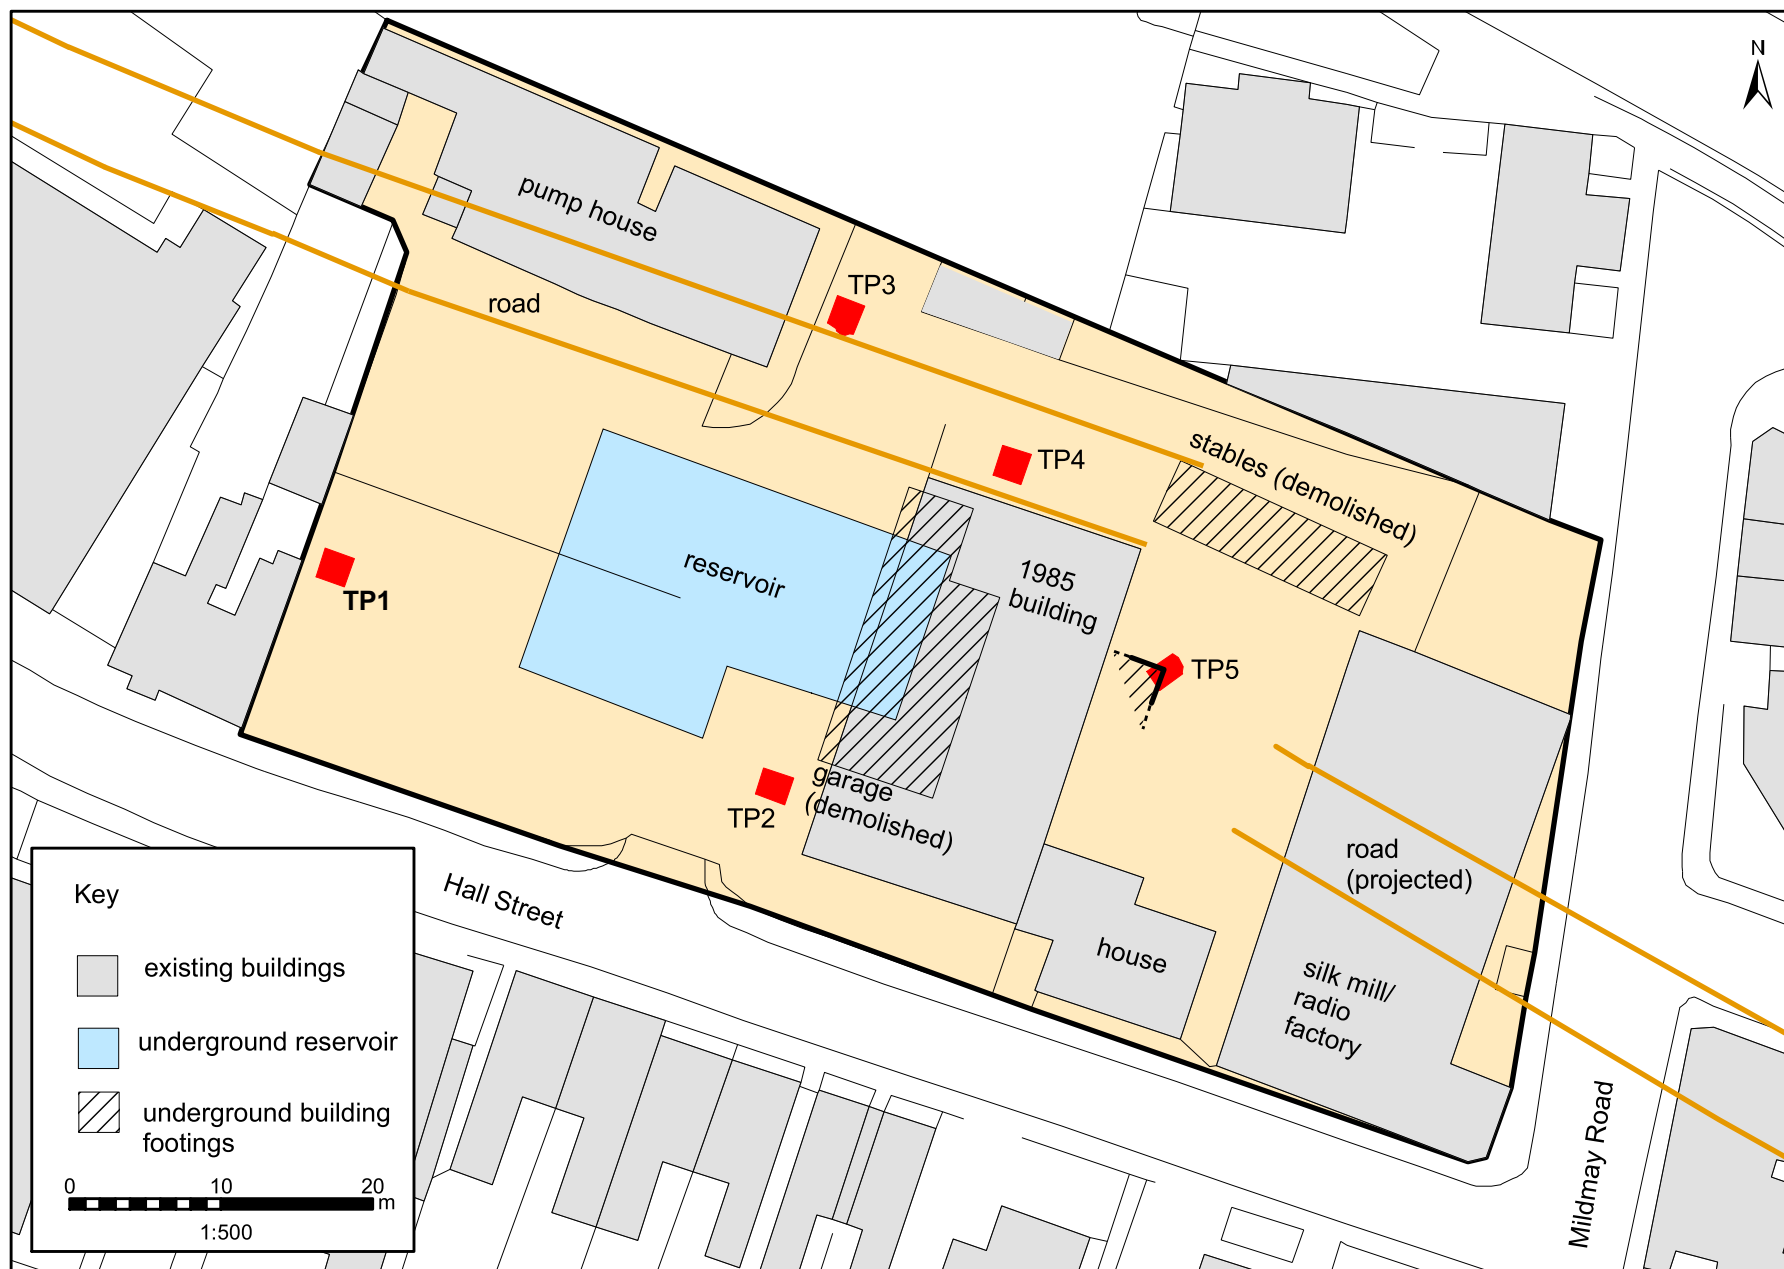 N
pump house
TP3
road
stables (demolished)
TP4
reservoir
1985
building
TP1
TP5
garage
(demolished)
TP2
road
(projected)
Hall Street
house
silk mill/
radio
factory
Mildmay Road
Key
existing buildings
underground reservoir
underground building
footings
0 10 20
m
1:500